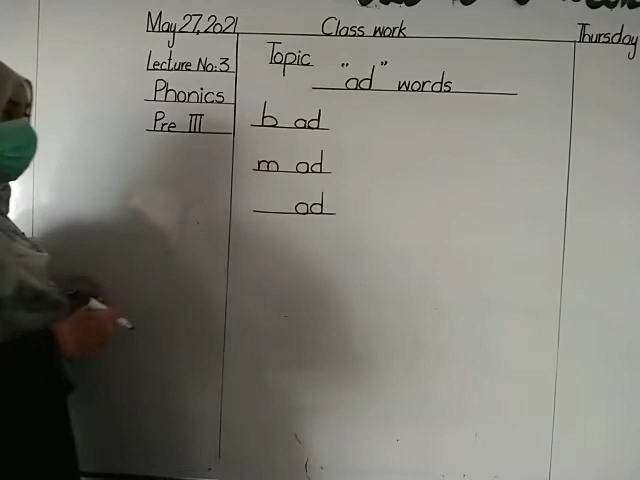 May 27, 2021 Class work Thursday
Lecture No:3
Phonics
Pre III
Topic
"ad" words
b ad
m ad
__ ad